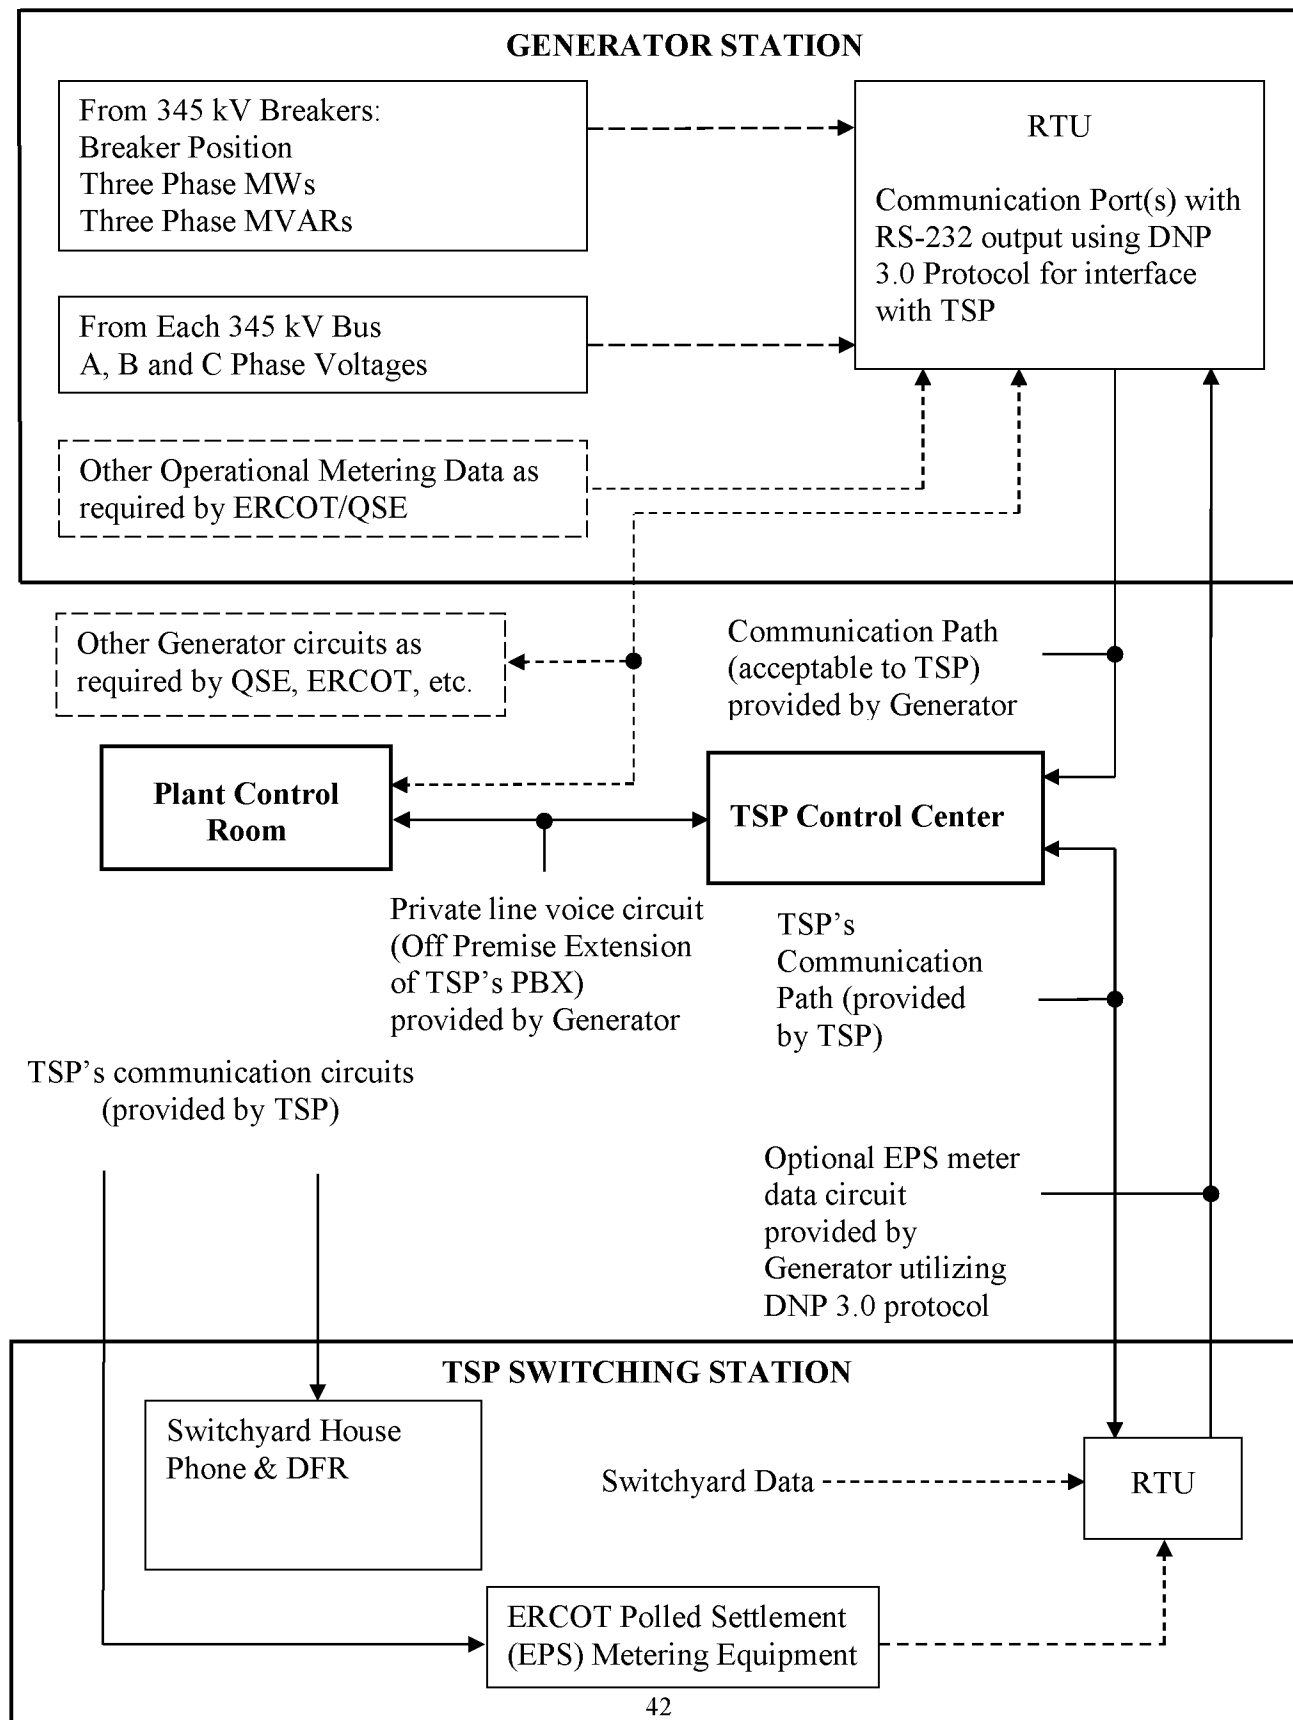 GENERATOR STATION
From 345 kV Breakers:
Breaker Position
Three Phase MWs
Three Phase MVARs
RTU
Communication Port(s) with
RS-232 output using DNP
3.0 Protocol for interface
with TSP
From Each 345 kV Bus
A, B and C Phase Voltages
Other Operational Metering Data as
required by ERCOT/QSE
Other Generator circuits as
required by QSE, ERCOT, etc.
Communication Path
(acceptable to TSP)
provided by Generator
Plant Control
Room
TSP Control Center
Private line voice circuit
(Off Premise Extension
of TSP’s PBX)
provided by Generator
TSP’s
Communication
Path (provided
by TSP)
TSP’s communication circuits
(provided by TSP)
Optional EPS meter
data circuit
provided by
Generator utilizing
DNP 3.0 protocol
TSP SWITCHING STATION
Switchyard House
Phone & DFR
Switchyard Data
RTU
ERCOT Polled Settlement
(EPS) Metering Equipment
42